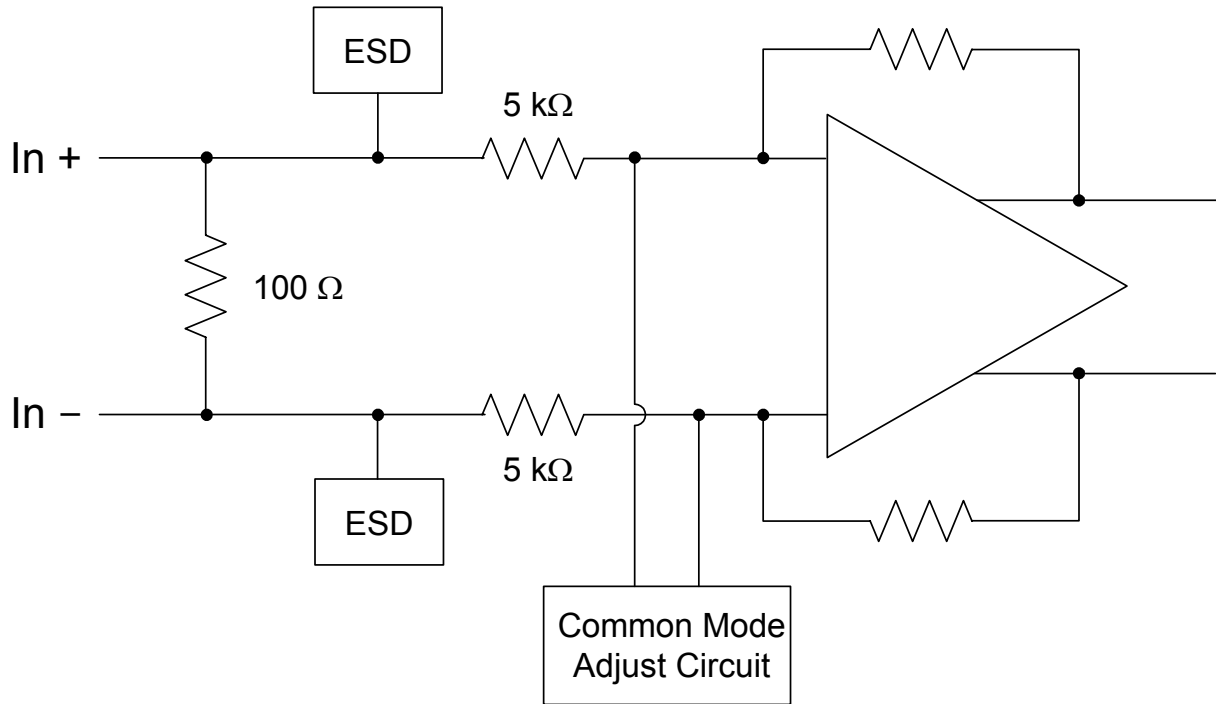 ESD
5 kΩ
In +
100 Ω
In −
5 kΩ
ESD
Common Mode
Adjust Circuit